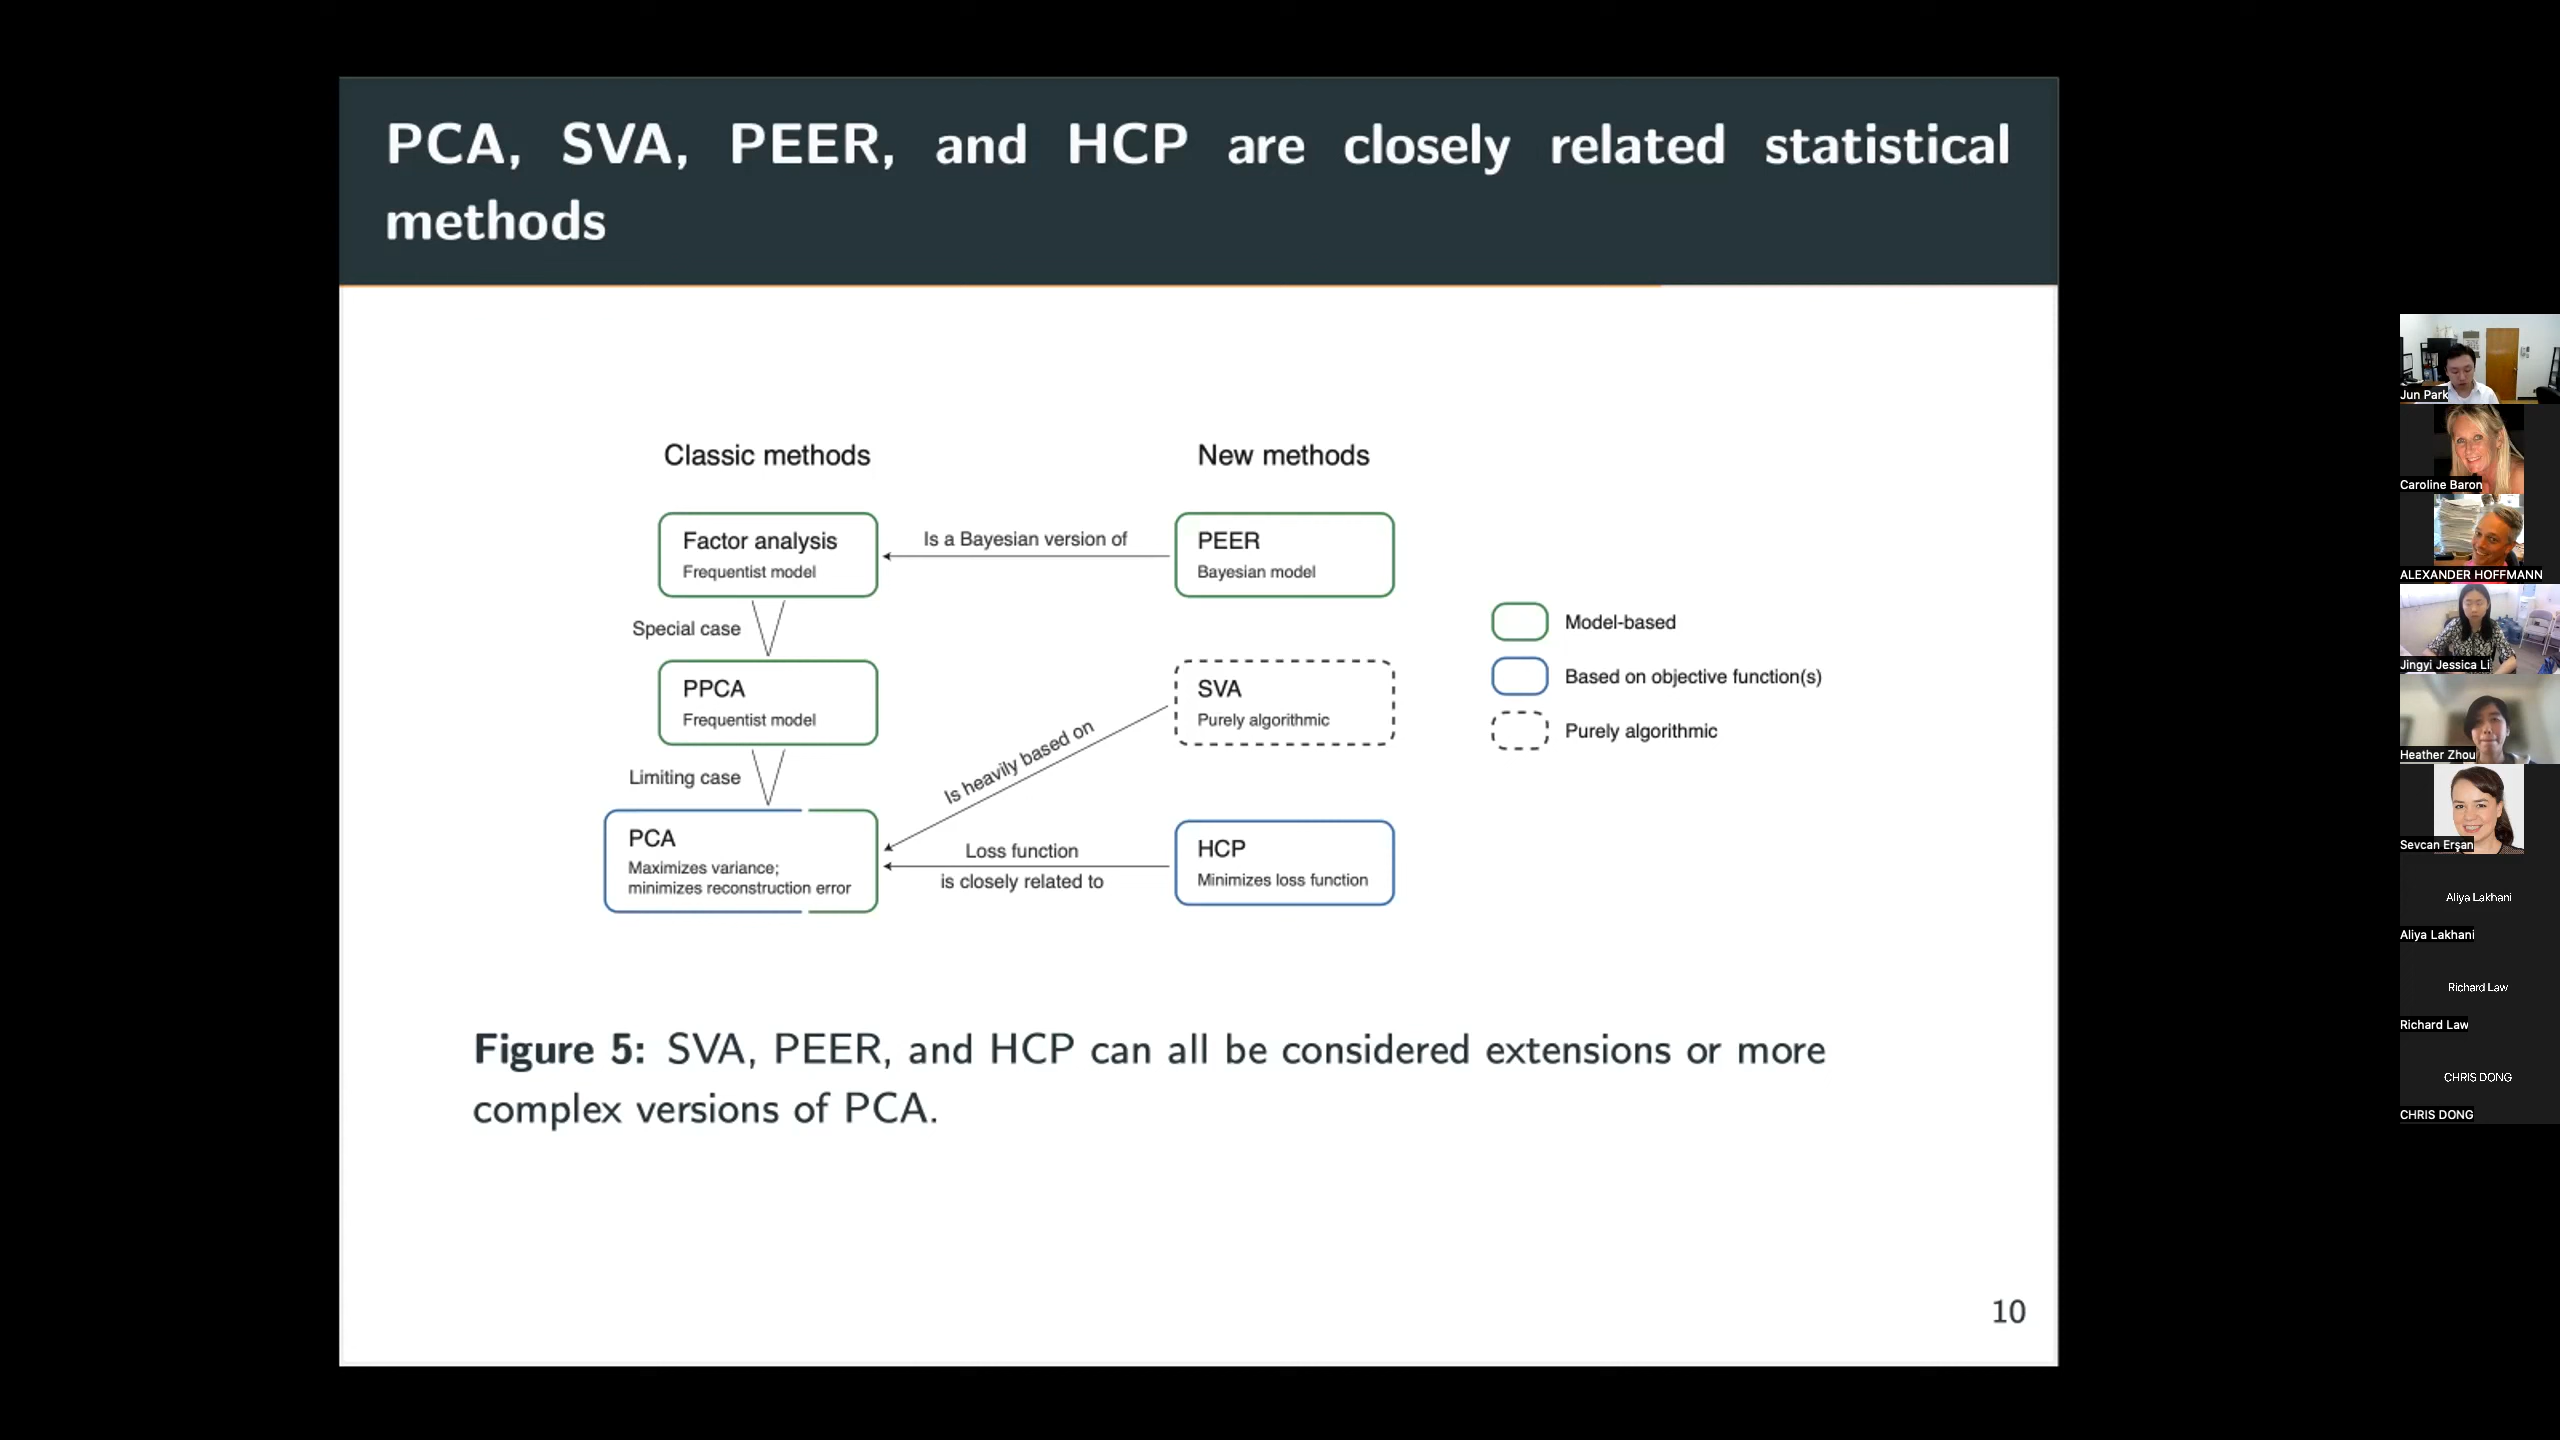 PCA, SVA, PEER, and HCP are closely related statistical
methods
Classic methods
New methods
Factor analysis
Frequentist model
Is a Bayesian version of
PEER
Bayesian model
Special case
PPCA
Frequentist model
SVA
Purely algorithmic
Is heavily based on
Limiting case
PCA
Maximizes variance;
minimizes reconstruction error
Loss function
is closely related to
HCP
Minimizes loss function
Model-based
Based on objective function(s)
Purely algorithmic
Figure 5: SVA, PEER, and HCP can all be considered extensions or more
complex versions of PCA.
10
Jun Park
Caroline Baron
ALEXANDER HOFFMANN
Jingyi Jessica Li
Heather Zhou
Sevcan Erşan
Aliya Lakhani
Aliya Lakhani
Richard Law
Richard Law
CHRIS DONG
CHRIS DONG